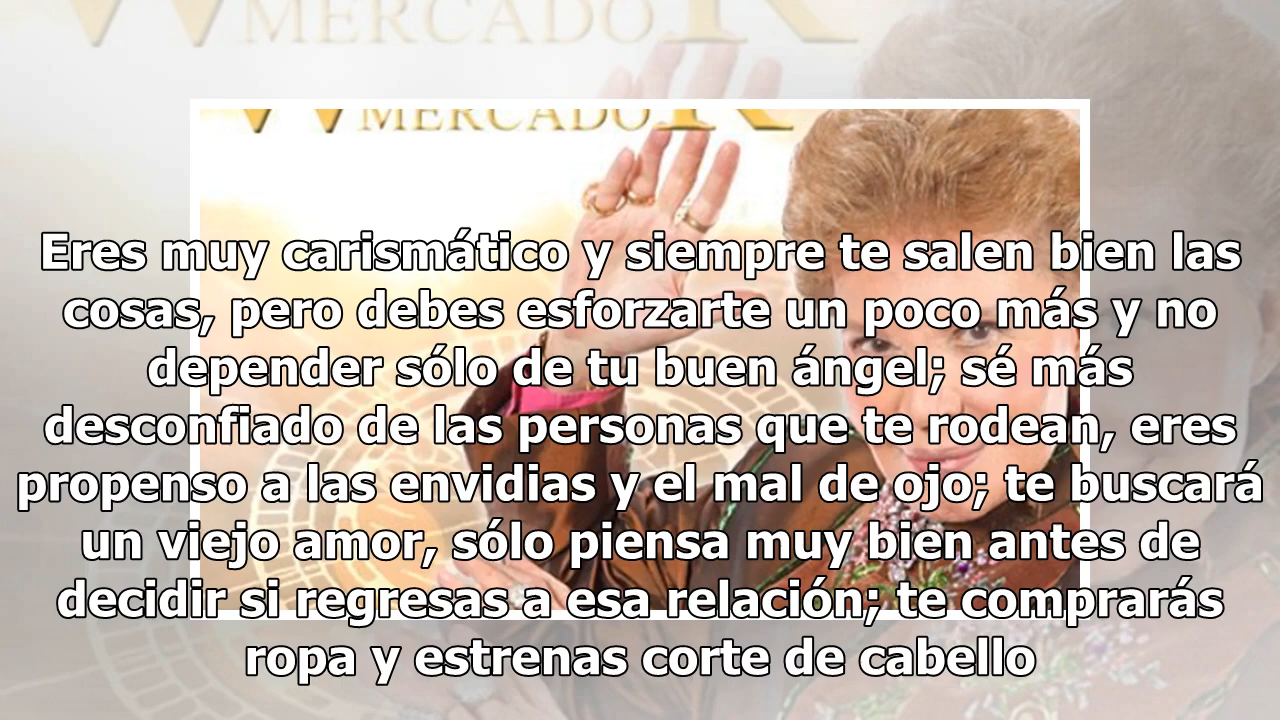 MERCADO
MERCADO
Eres muy carismático y siempre te salen bien las
cosas, pero debes esforzarte un poco más y no
depender sólo de tu buen ángel; sé más
desconfiado de las personas que te rodean, eres
propenso a las envidias y el mal de ojo; te buscará
un viejo amor, sólo piensa muy bien antes de
decidir si regresas a esa relación; te comprarás
ropa y estrenas corte de cabello